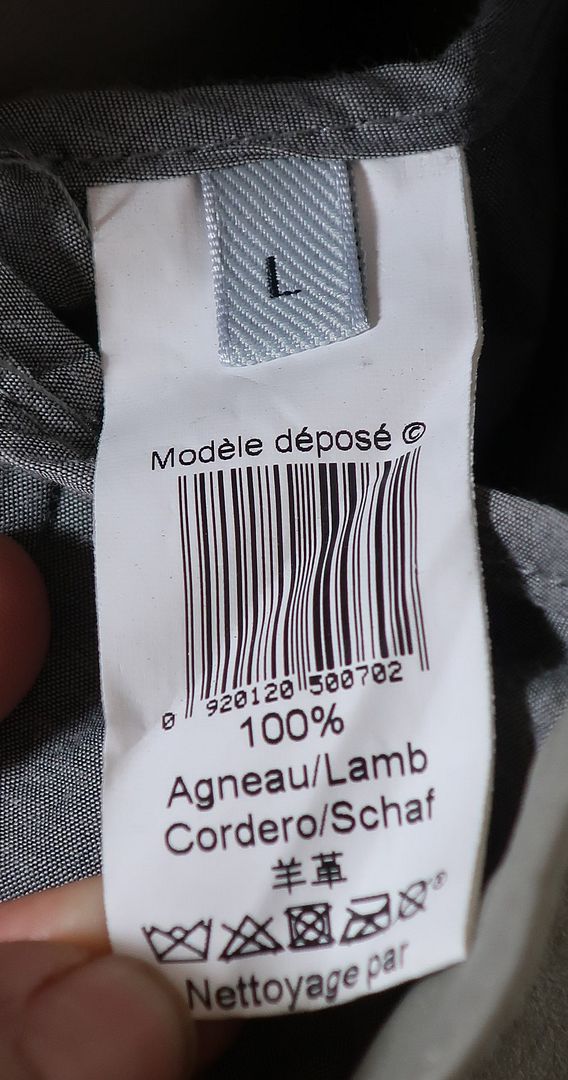 L
Modèle déposé ©
0 920120 500702
100%
Agneau/Lamb
Cordero/Schaf
羊革
Nettoyage par